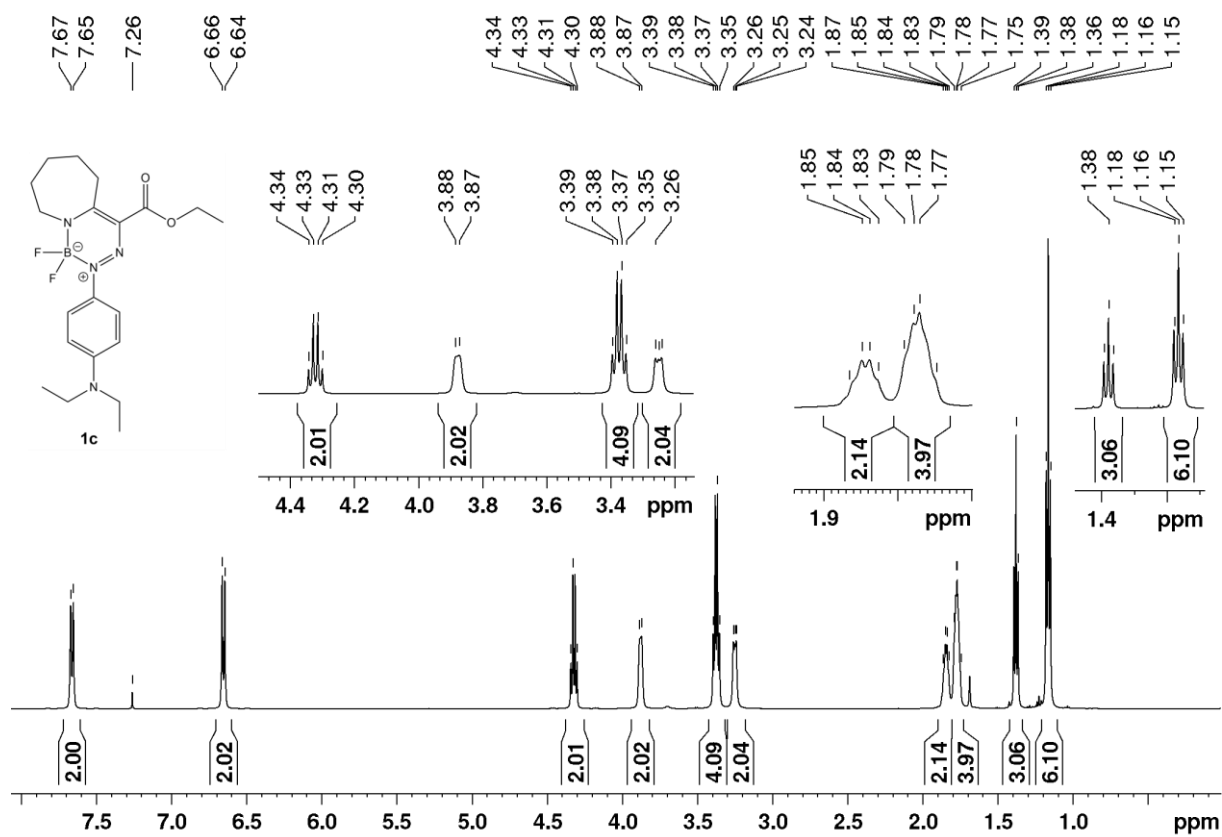 7.67 7.65 7.26 6.66 6.64 4.34 4.33 4.31 4.30 3.88 3.87 3.39 3.38 3.37 3.35 3.26 3.25 3.24 1.87 1.85 1.84 1.83 1.79 1.78 1.77 1.75 1.39 1.38 1.36 1.18 1.16 1.15
4.34 4.33 4.31 4.30 3.88 3.87 3.39 3.38 3.37 3.35 3.26
1.85 1.84 1.83 1.79 1.78 1.77
1.38 1.18 1.16 1.15
O
O
N
F B ⊖ N
F N ⊕
N
1c
2.01 2.02 4.09 2.04
4.4 4.2 4.0 3.8 3.6 3.4 ppm
2.14 3.97
1.9 ppm
3.06 6.10
1.4 ppm
2.00 2.02 2.01 2.02 4.09 2.04 2.14 3.97 3.06 6.10
7.5 7.0 6.5 6.0 5.5 5.0 4.5 4.0 3.5 3.0 2.5 2.0 1.5 1.0 ppm